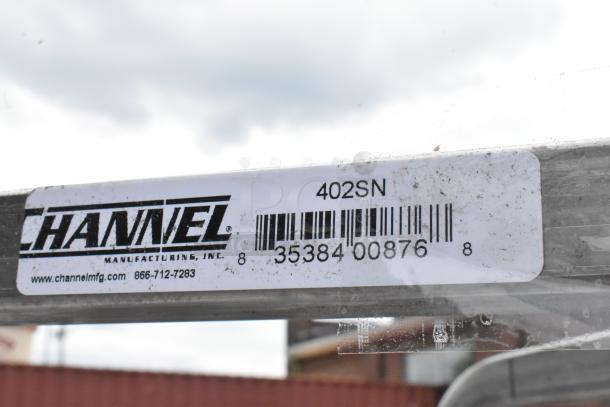 402SN
CHANNEL®
MANUFACTURING, INC.
8 35384 00876 8
www.channelmfg.com 866-712-7283